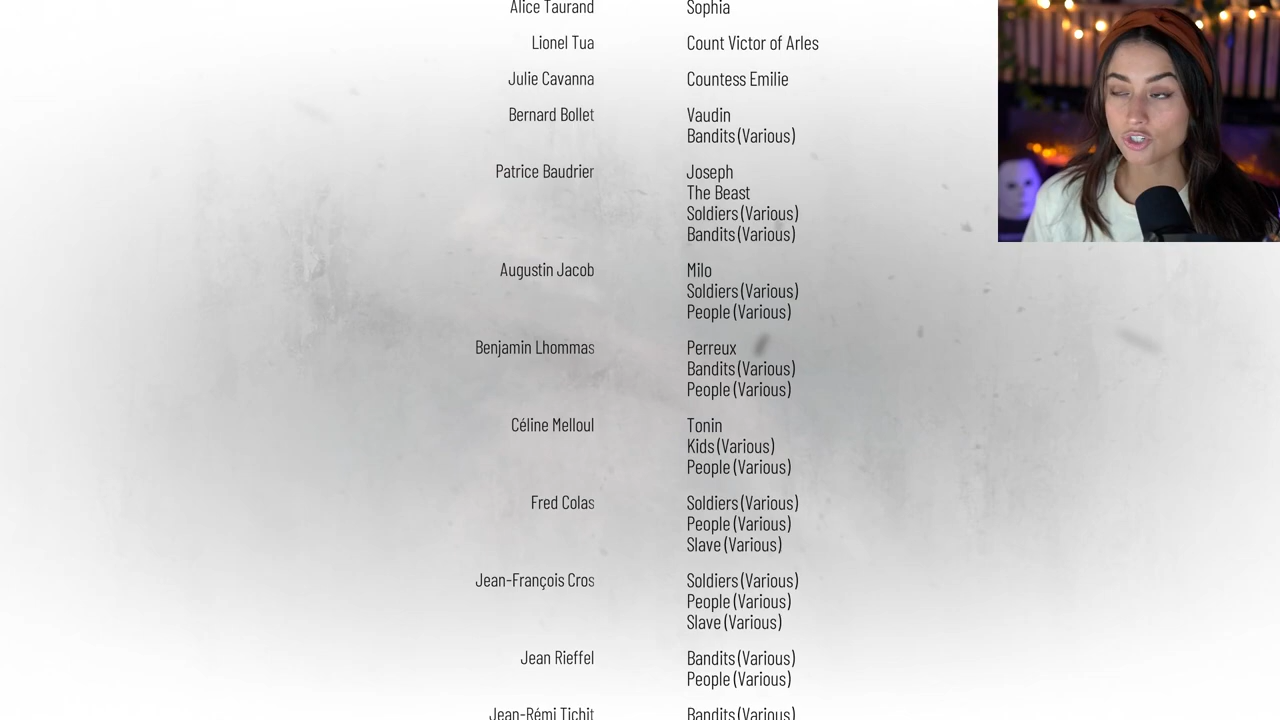 Alice Taurand Sophia
Lionel Tua Count Victor of Arles
Julie Cavanna Countess Emilie
Bernard Bollet Vaudin
Bandits (Various)
Patrice Baudrier Joseph
The Beast
Soldiers (Various)
Bandits (Various)
Augustin Jacob Milo
Soldiers (Various)
People (Various)
Benjamin Lhommas Perreux
Bandits (Various)
People (Various)
Céline Melloul Tonin
Kids (Various)
People (Various)
Fred Colas Soldiers (Various)
People (Various)
Slave (Various)
Jean-François Cros Soldiers (Various)
People (Various)
Slave (Various)
Jean Rieffel Bandits (Various)
People (Various)
Jean-Rémi Tichit Bandits (Various)